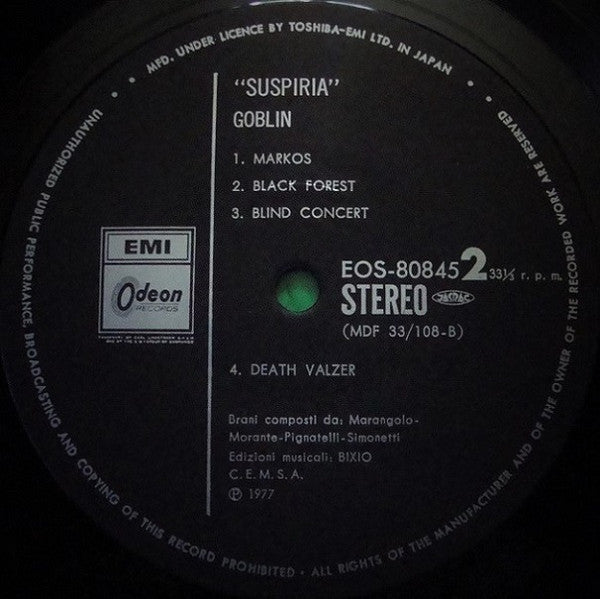 • MFD. UNDER LICENCE BY TOSHIBA-EMI LTD. IN JAPAN •
"SUSPIRIA"
GOBLIN
1. MARKOS
2. BLACK FOREST
3. BLIND CONCERT
EMI
Odeon
RECORDS
EOS-80845 2 33⅓ r. p. m.
STEREO
(MDF 33/108-B)
4. DEATH VALZER
Brani composti da: Marangolo-
Morante-Pignatelli-Simonetti
Edizioni musicali: BIXIO
C. E. M. S. A.
Ⓟ 1977
• UNAUTHORIZED PUBLIC PERFORMANCE, BROADCASTING AND COPYING OF THIS RECORD PROHIBITED • ALL RIGHTS OF THE MANUFACTURER AND OF THE OWNER OF THE RECORDED WORK ARE RESERVED •